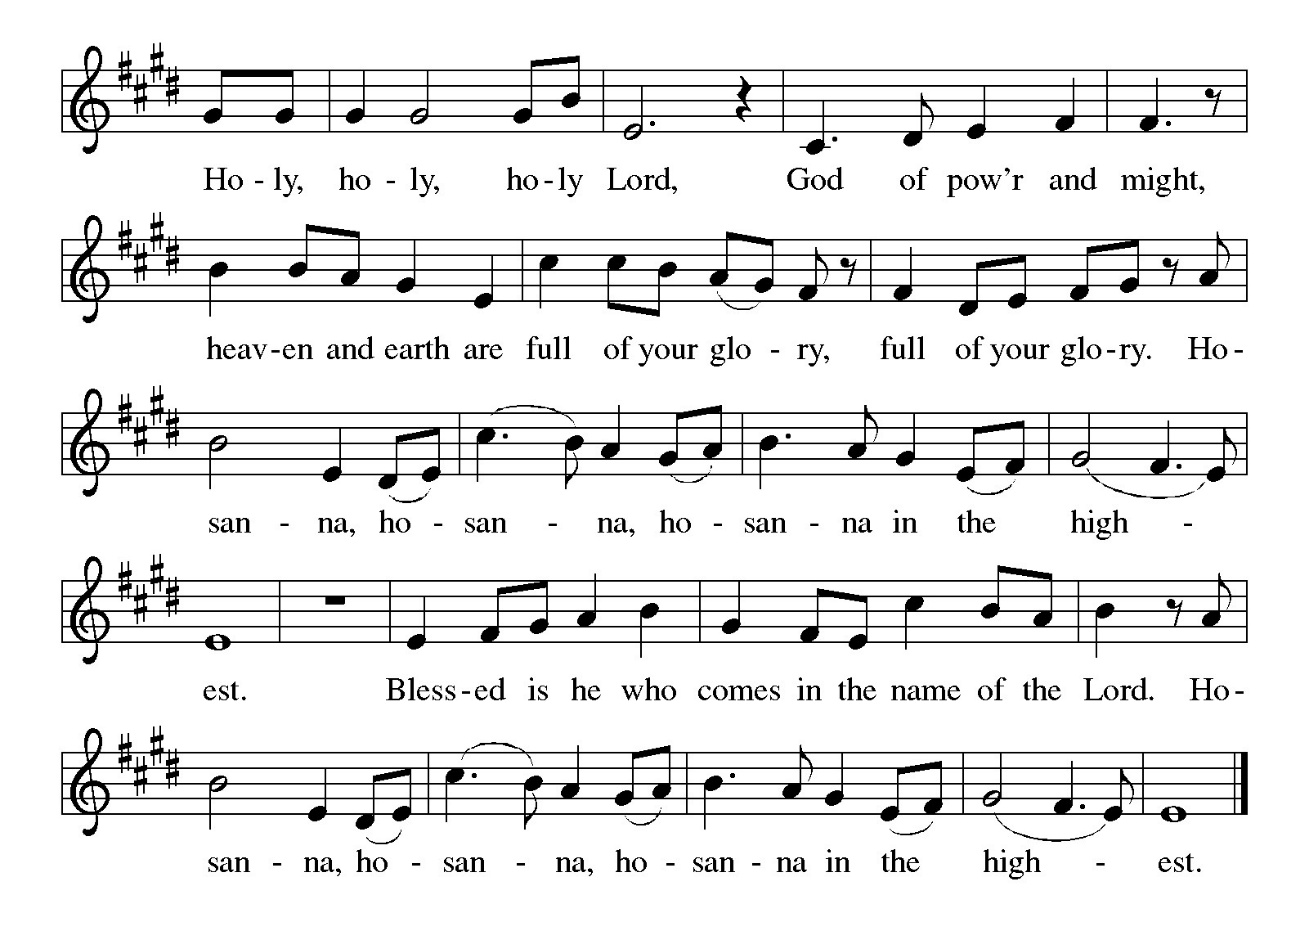 Ho - ly, ho - ly, ho - ly Lord, God of pow’r and might,
heav - en and earth are full of your glo - ry, full of your glo - ry. Ho -
san - na, ho - san - na, ho - san - na in the high -
est. Bless - ed is he who comes in the name of the Lord. Ho -
san - na, ho - san - na, ho - san - na in the high - est.